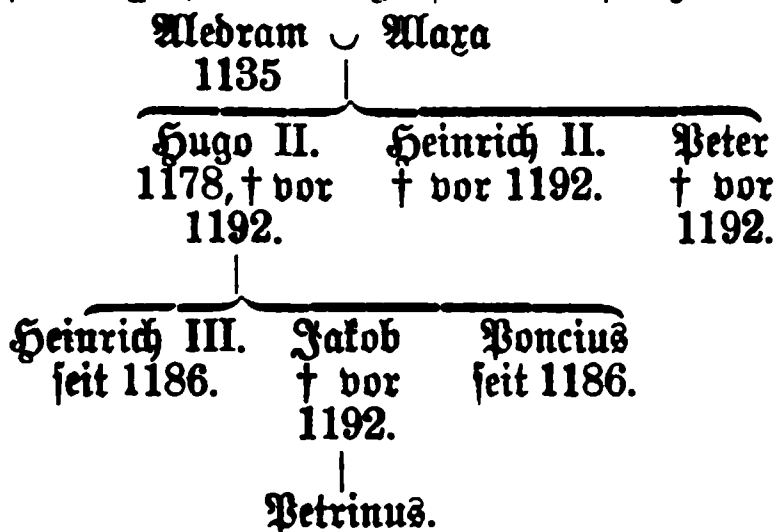 Aledram ◡ Alaxa
1135
Hugo II. Heinrich II. Peter
1178, † vor † vor 1192. † vor
1192. 1192.
Heinrich III. Jakob Poncius
seit 1186. † vor seit 1186.
1192.
Petrinus.